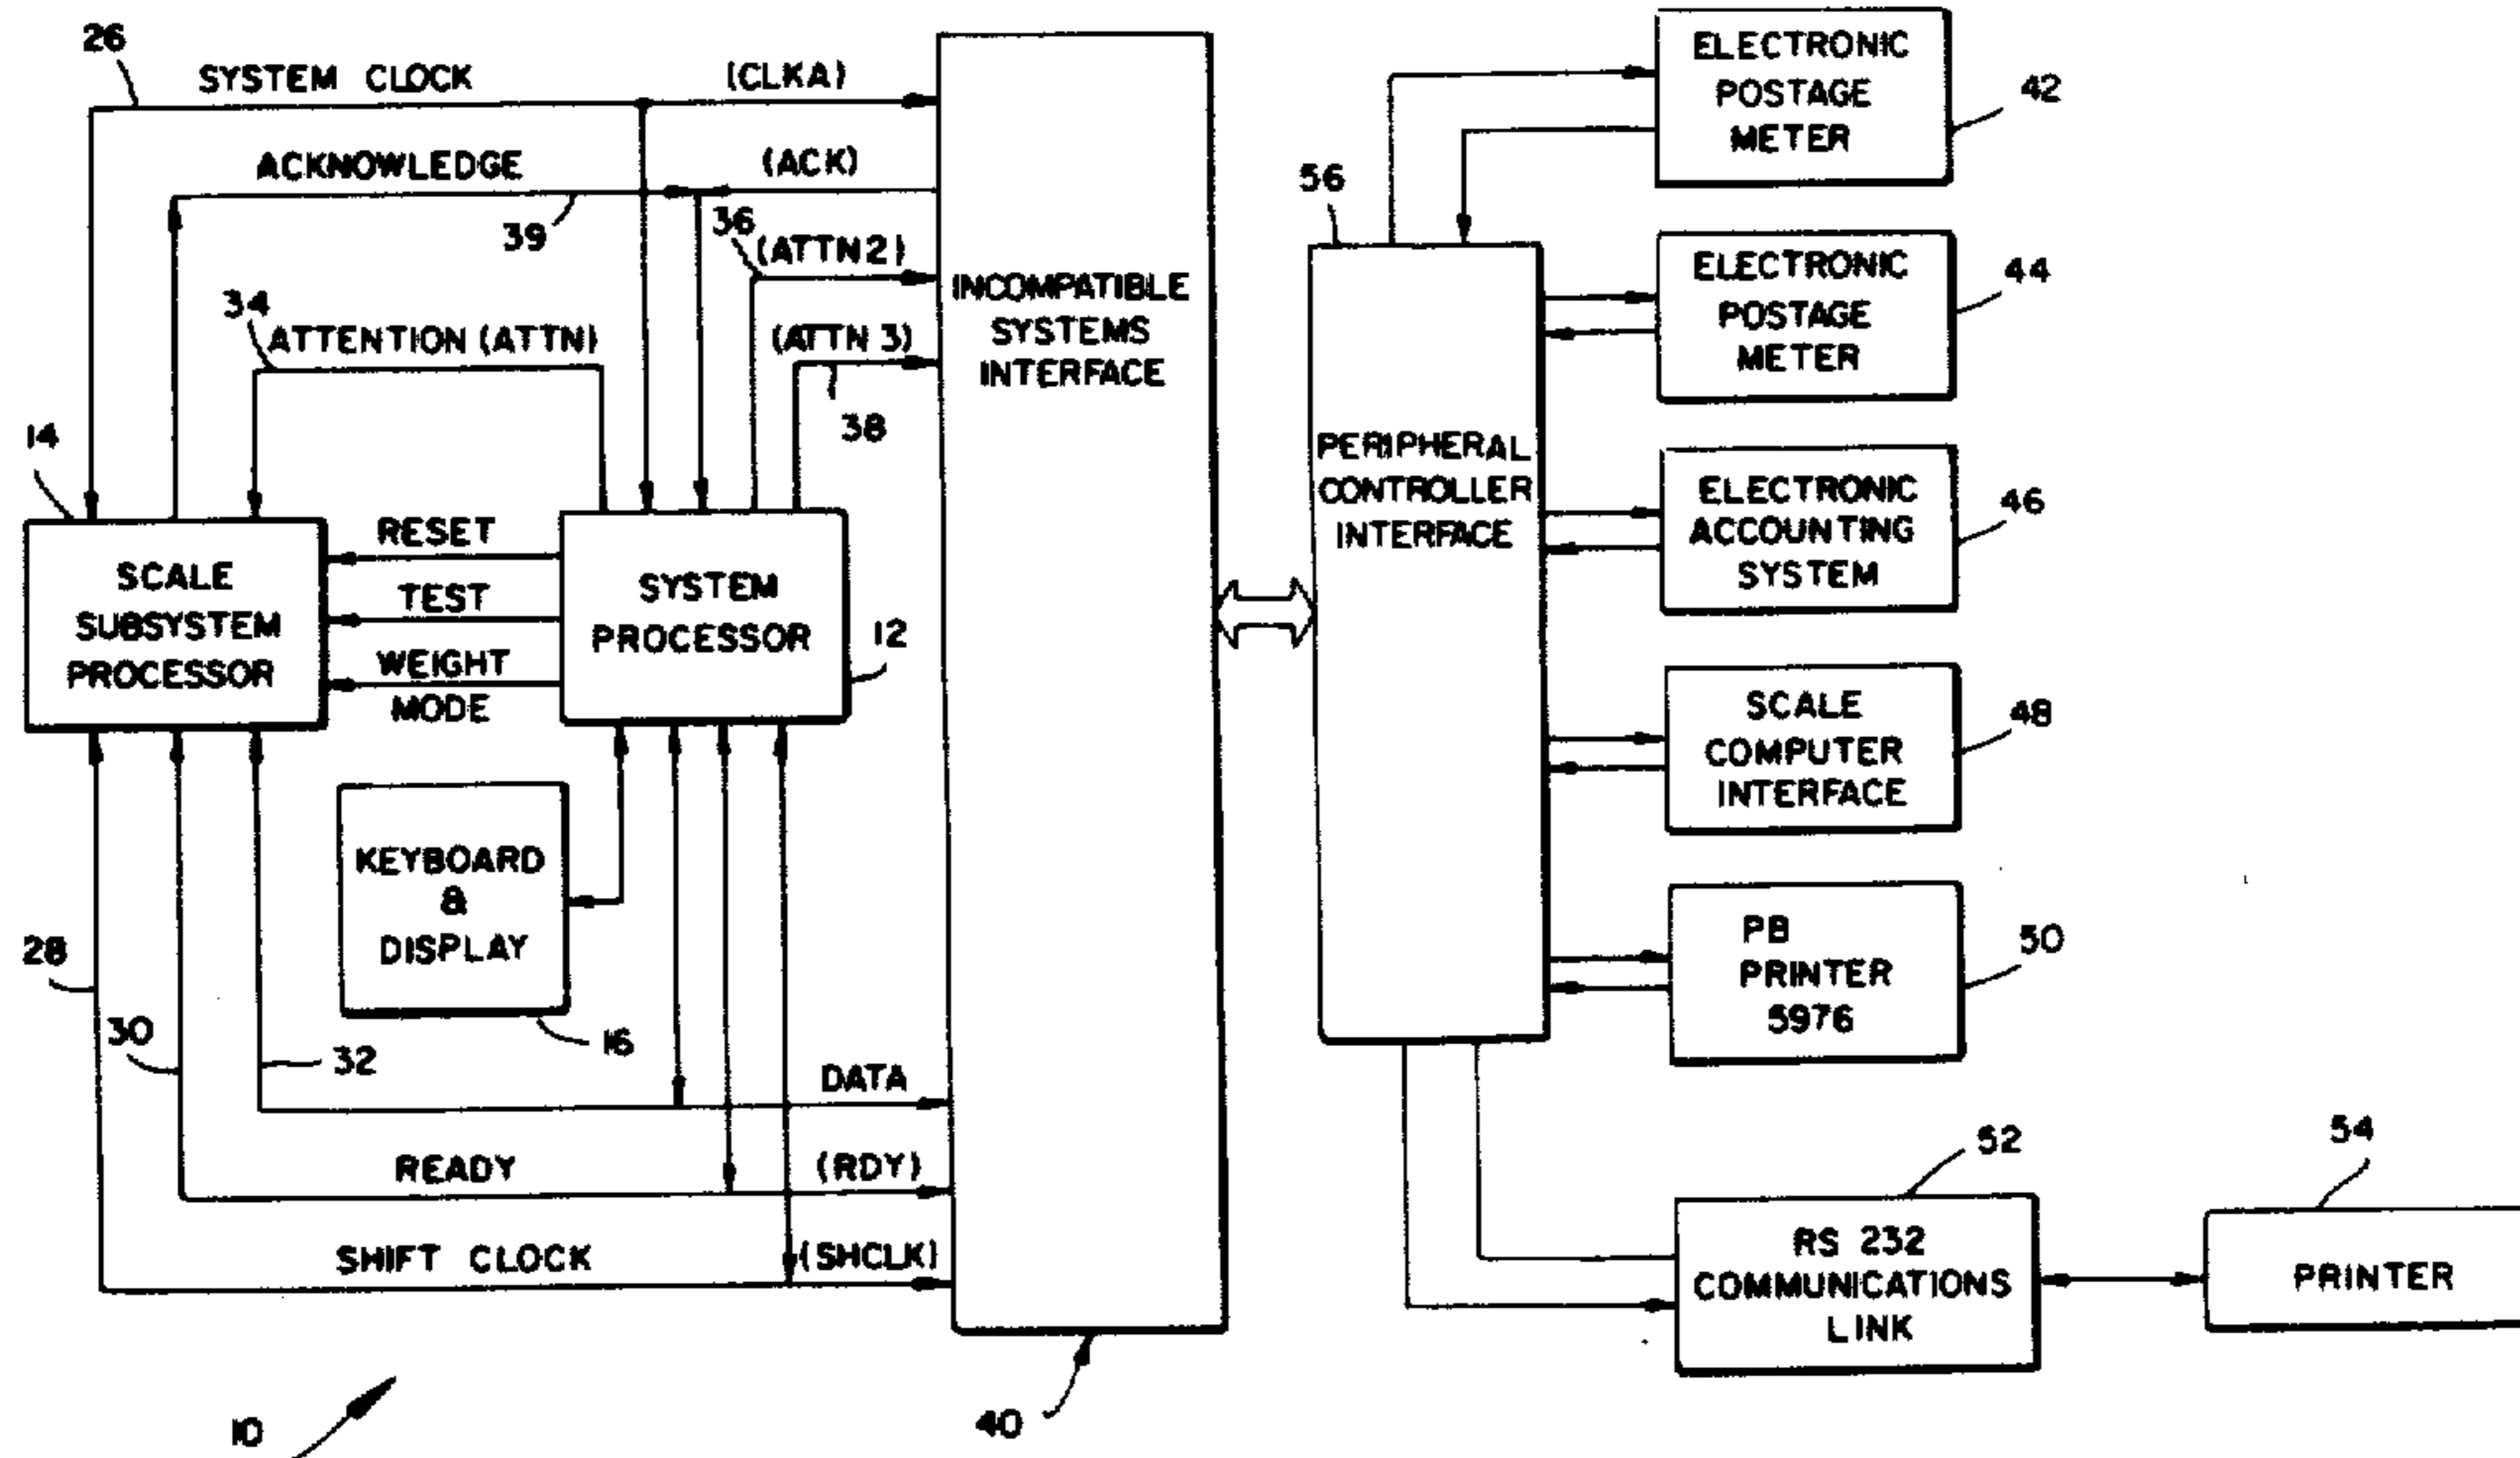 26
SYSTEM CLOCK
(CLKA)
ACKNOWLEDGE
(ACK)
39
36
(ATTN 2)
34
ATTENTION (ATTN)
(ATTN 3)
38
14
SCALE
SUBSYSTEM
PROCESSOR
RESET
TEST
WEIGHT
MODE
SYSTEM
PROCESSOR
12
KEYBOARD
&
DISPLAY
16
28
30
32
DATA
READY
(RDY)
SHIFT CLOCK
(SHCLK)
10
INCOMPATIBLE
SYSTEMS
INTERFACE
40
56
PERIPHERAL
CONTROLLER
INTERFACE
ELECTRONIC
POSTAGE
METER
42
ELECTRONIC
POSTAGE
METER
44
ELECTRONIC
ACCOUNTING
SYSTEM
46
SCALE
COMPUTER
INTERFACE
48
PB
PRINTER
5976
50
52
RS 232
COMMUNICATIONS
LINK
54
PRINTER